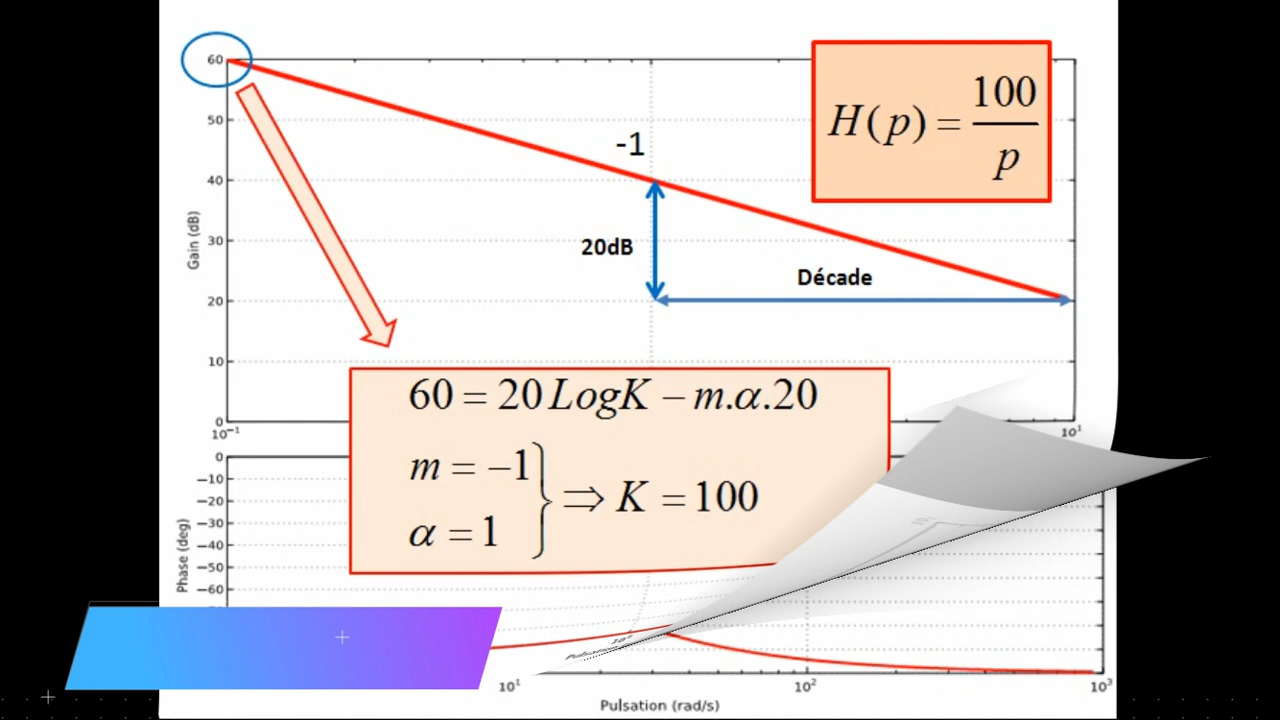 60
50
40
30
20
10
0
Gain (dB)
-1
20dB
Décade
H(p) = 100/p
60 = 20 LogK − m.α.20
m = −1
α = 1
⇒ K = 100
10⁻¹
10¹
0
−10
−20
−30
−40
−50
−60
Phase (deg)
10¹
10²
10³
Pulsation (rad/s)